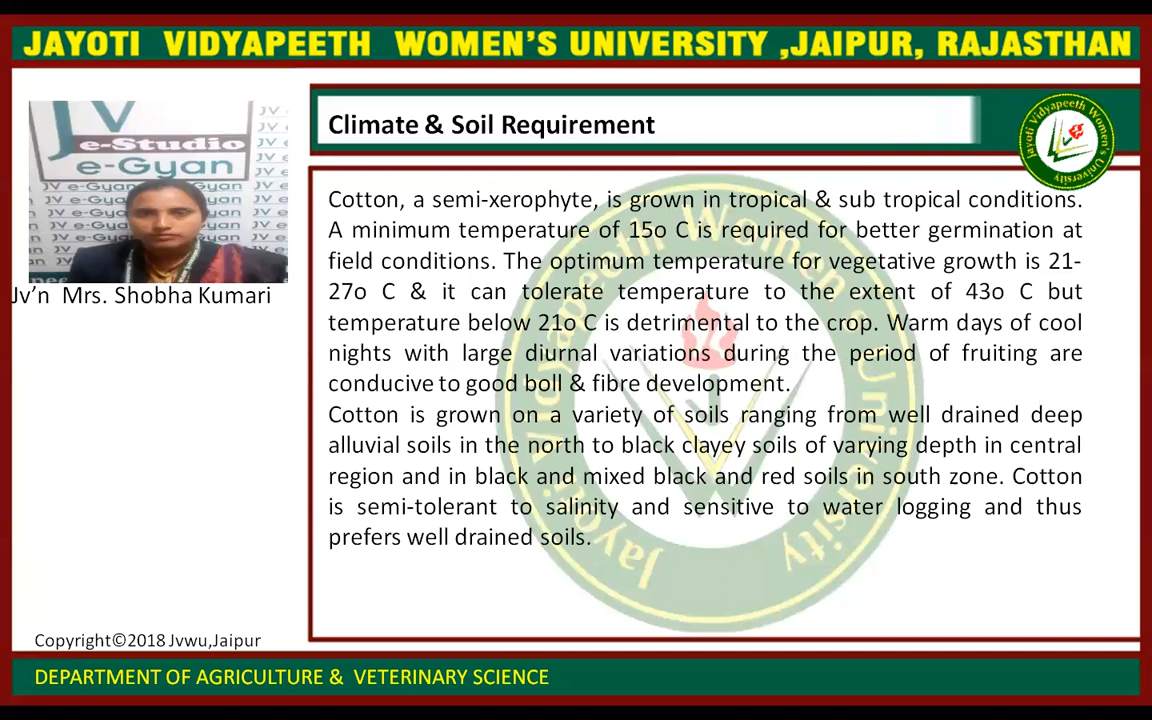 JAYOTI VIDYAPEETH WOMEN'S UNIVERSITY ,JAIPUR, RAJASTHAN
JV
e-Studio
e-Gyan
JV e-Gyan
Jv'n Mrs. Shobha Kumari
Climate & Soil Requirement
Jayoti Vidyapeeth Women's University
Cotton, a semi-xerophyte, is grown in tropical & sub tropical conditions.
A minimum temperature of 15o C is required for better germination at
field conditions. The optimum temperature for vegetative growth is 21-
27o C & it can tolerate temperature to the extent of 43o C but
temperature below 21o C is detrimental to the crop. Warm days of cool
nights with large diurnal variations during the period of fruiting are
conducive to good boll & fibre development.
Cotton is grown on a variety of soils ranging from well drained deep
alluvial soils in the north to black clayey soils of varying depth in central
region and in black and mixed black and red soils in south zone. Cotton
is semi-tolerant to salinity and sensitive to water logging and thus
prefers well drained soils.
Copyright©2018 Jvwu,Jaipur
DEPARTMENT OF AGRICULTURE & VETERINARY SCIENCE